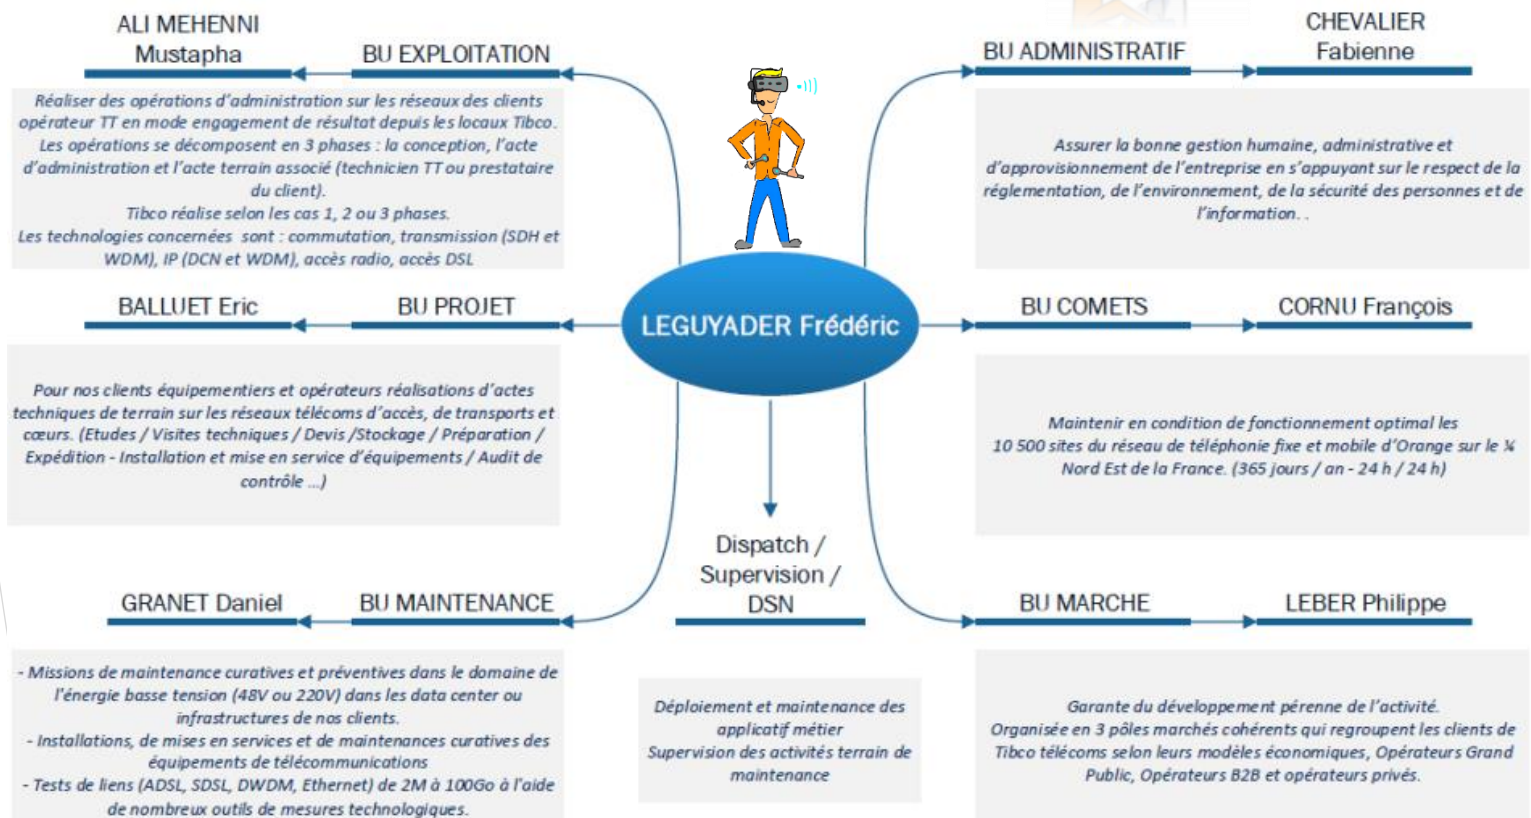 ALI MEHENNI
Mustapha
BU EXPLOITATION
Réaliser des opérations d'administration sur les réseaux des clients
opérateur TT en mode engagement de résultat depuis les locaux Tibco.
Les opérations se décomposent en 3 phases : la conception, l'acte
d'administration et l'acte terrain associé (technicien TT ou prestataire
du client).
Tibco réalise selon les cas 1, 2 ou 3 phases.
Les technologies concernées sont : commutation, transmission (SDH et
WDM), IP (DCN et WDM), accès radio, accès DSL
BU ADMINISTRATIF
CHEVALIER
Fabienne
Assurer la bonne gestion humaine, administrative et
d'approvisionnement de l'entreprise en s'appuyant sur le respect de la
réglementation, de l'environnement, de la sécurité des personnes et de
l'information. .
BALLUET Eric
BU PROJET
LEGUYADER Frédéric
BU COMETS
CORNU François
Pour nos clients équipementiers et opérateurs réalisations d'actes
techniques de terrain sur les réseaux télécoms d'accès, de transports et
cœurs. (Etudes / Visites techniques / Devis /Stockage / Préparation /
Expédition - Installation et mise en service d'équipements / Audit de
contrôle ...)
Maintenir en condition de fonctionnement optimal les
10 500 sites du réseau de téléphonie fixe et mobile d'Orange sur le ¼
Nord Est de la France. (365 jours / an - 24 h / 24 h)
GRANET Daniel
BU MAINTENANCE
- Missions de maintenance curatives et préventives dans le domaine de
l'énergie basse tension (48V ou 220V) dans les data center ou
infrastructures de nos clients.
- Installations, de mises en services et de maintenances curatives des
équipements de télécommunications
- Tests de liens (ADSL, SDSL, DWDM, Ethernet) de 2M à 100Go à l'aide
de nombreux outils de mesures technologiques.
Dispatch /
Supervision /
DSN
Déploiement et maintenance des
applicatif métier
Supervision des activités terrain de
maintenance
BU MARCHE
LEBER Philippe
Garante du développement pérenne de l'activité.
Organisée en 3 pôles marchés cohérents qui regroupent les clients de
Tibco télécoms selon leurs modèles économiques, Opérateurs Grand
Public, Opérateurs B2B et opérateurs privés.